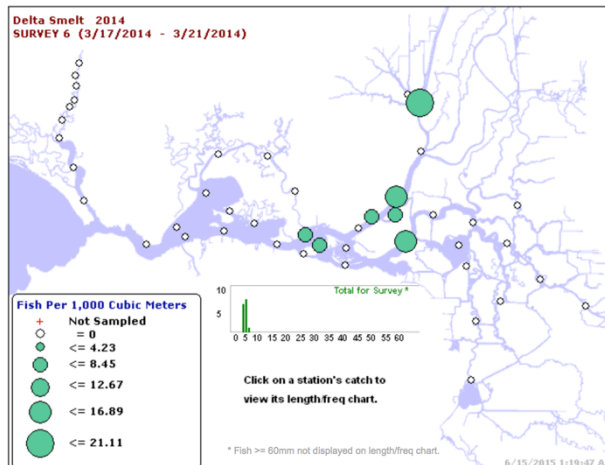 Delta Smelt 2014
SURVEY 6 (3/17/2014 - 3/21/2014)
Fish Per 1,000 Cubic Meters
+ Not Sampled
= 0
<= 4.23
<= 8.45
<= 12.67
<= 16.89
<= 21.11
Total for Survey *
10
5
5 10 15 20 25 30 35 40 45 50 55 60
Click on a station's catch to
view its length/freq chart.
* Fish >= 60mm not displayed on length/freq chart.
6/15/2015 1:19:47 A